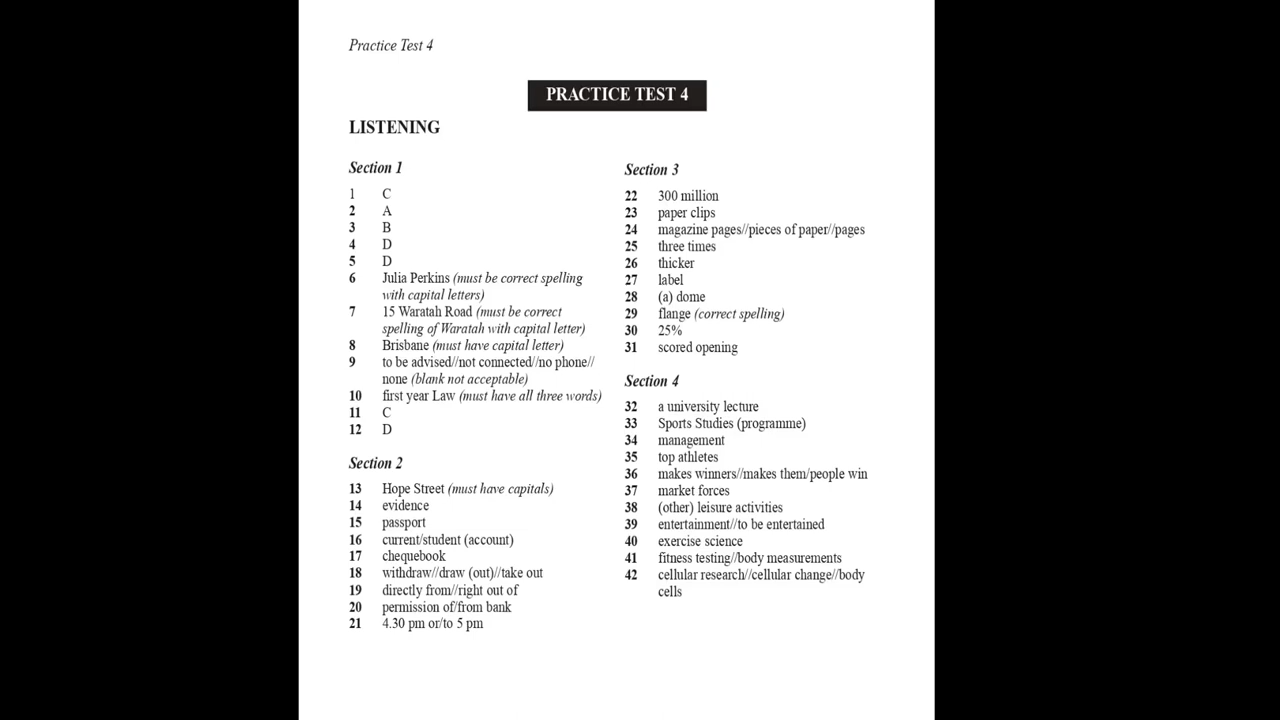 Practice Test 4
PRACTICE TEST 4
LISTENING
Section 1
1 C
2 A
3 B
4 D
5 D
6 Julia Perkins (must be correct spelling
with capital letters)
7 15 Waratah Road (must be correct
spelling of Waratah with capital letter)
8 Brisbane (must have capital letter)
9 to be advised//not connected//no phone//
none (blank not acceptable)
10 first year Law (must have all three words)
11 C
12 D
Section 2
13 Hope Street (must have capitals)
14 evidence
15 passport
16 current/student (account)
17 chequebook
18 withdraw//draw (out)//take out
19 directly from//right out of
20 permission of/from bank
21 4.30 pm or/to 5 pm
Section 3
22 300 million
23 paper clips
24 magazine pages//pieces of paper//pages
25 three times
26 thicker
27 label
28 (a) dome
29 flange (correct spelling)
30 25%
31 scored opening
Section 4
32 a university lecture
33 Sports Studies (programme)
34 management
35 top athletes
36 makes winners//makes them/people win
37 market forces
38 (other) leisure activities
39 entertainment//to be entertained
40 exercise science
41 fitness testing//body measurements
42 cellular research//cellular change//body
cells